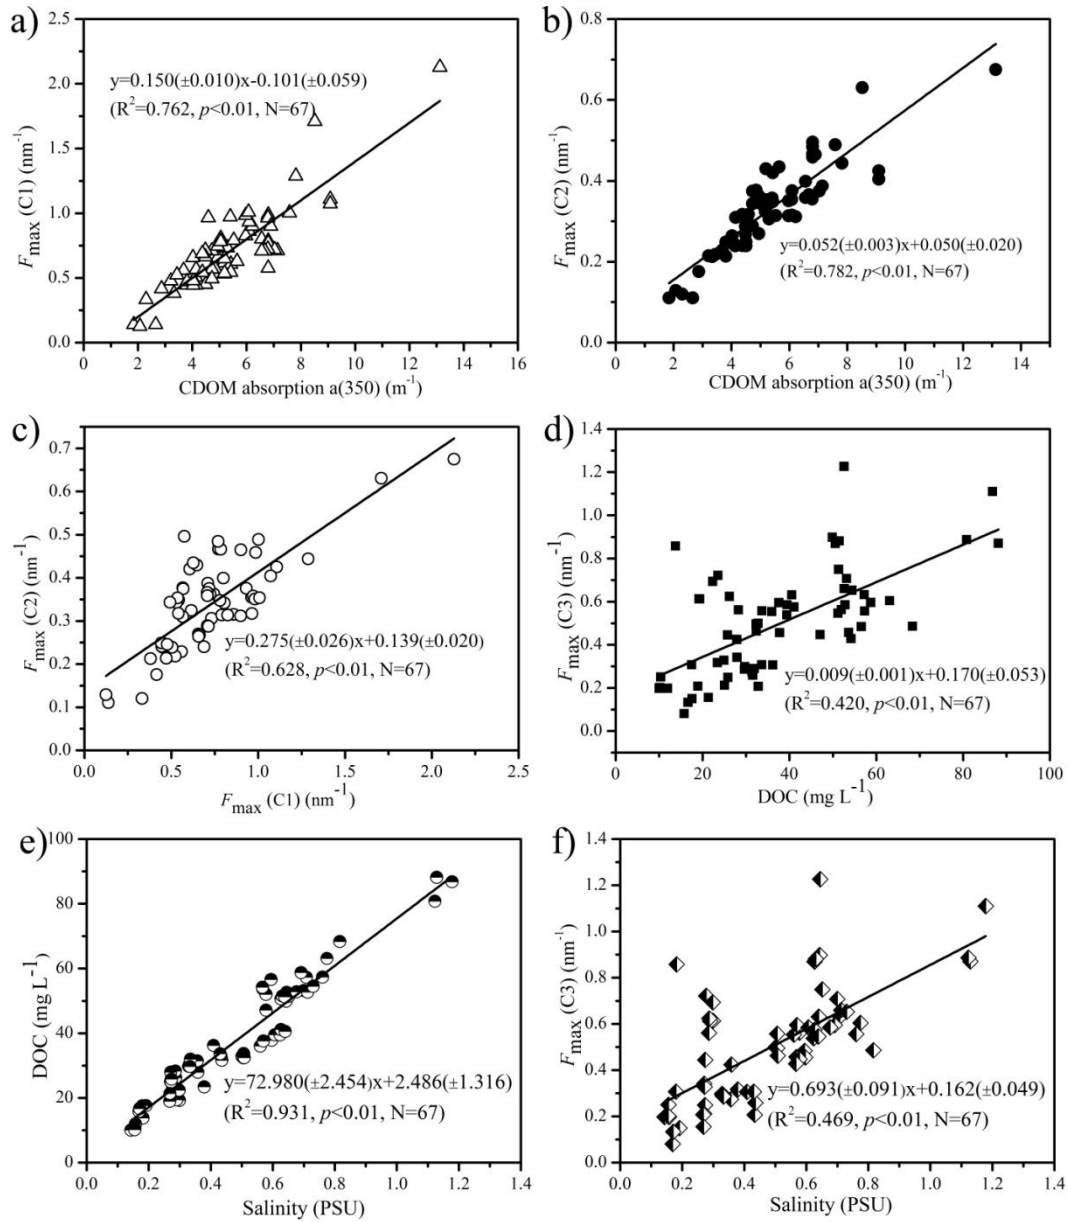 a)
2.5
2.0
1.5
1.0
0.5
0.0
F_max (C1) (nm^-1)
y=0.150(±0.010)x-0.101(±0.059)
(R^2=0.762, p<0.01, N=67)
0 2 4 6 8 10 12 14 16
CDOM absorption a(350) (m^-1)
b)
0.8
0.6
0.4
0.2
0.0
F_max (C2) (nm^-1)
y=0.052(±0.003)x+0.050(±0.020)
(R^2=0.782, p<0.01, N=67)
0 2 4 6 8 10 12 14
CDOM absorption a(350) (m^-1)
c)
0.7
0.6
0.5
0.4
0.3
0.2
0.1
0.0
F_max (C2) (nm^-1)
y=0.275(±0.026)x+0.139(±0.020)
(R^2=0.628, p<0.01, N=67)
0.0 0.5 1.0 1.5 2.0 2.5
F_max (C1) (nm^-1)
d)
1.4
1.2
1.0
0.8
0.6
0.4
0.2
0.0
F_max (C3) (nm^-1)
y=0.009(±0.001)x+0.170(±0.053)
(R^2=0.420, p<0.01, N=67)
0 20 40 60 80 100
DOC (mg L^-1)
e)
100
80
60
40
20
0
DOC (mg L^-1)
y=72.980(±2.454)x+2.486(±1.316)
(R^2=0.931, p<0.01, N=67)
0.0 0.2 0.4 0.6 0.8 1.0 1.2 1.4
Salinity (PSU)
f)
1.4
1.2
1.0
0.8
0.6
0.4
0.2
0.0
F_max (C3) (nm^-1)
y=0.693(±0.091)x+0.162(±0.049)
(R^2=0.469, p<0.01, N=67)
0.0 0.2 0.4 0.6 0.8 1.0 1.2 1.4
Salinity (PSU)